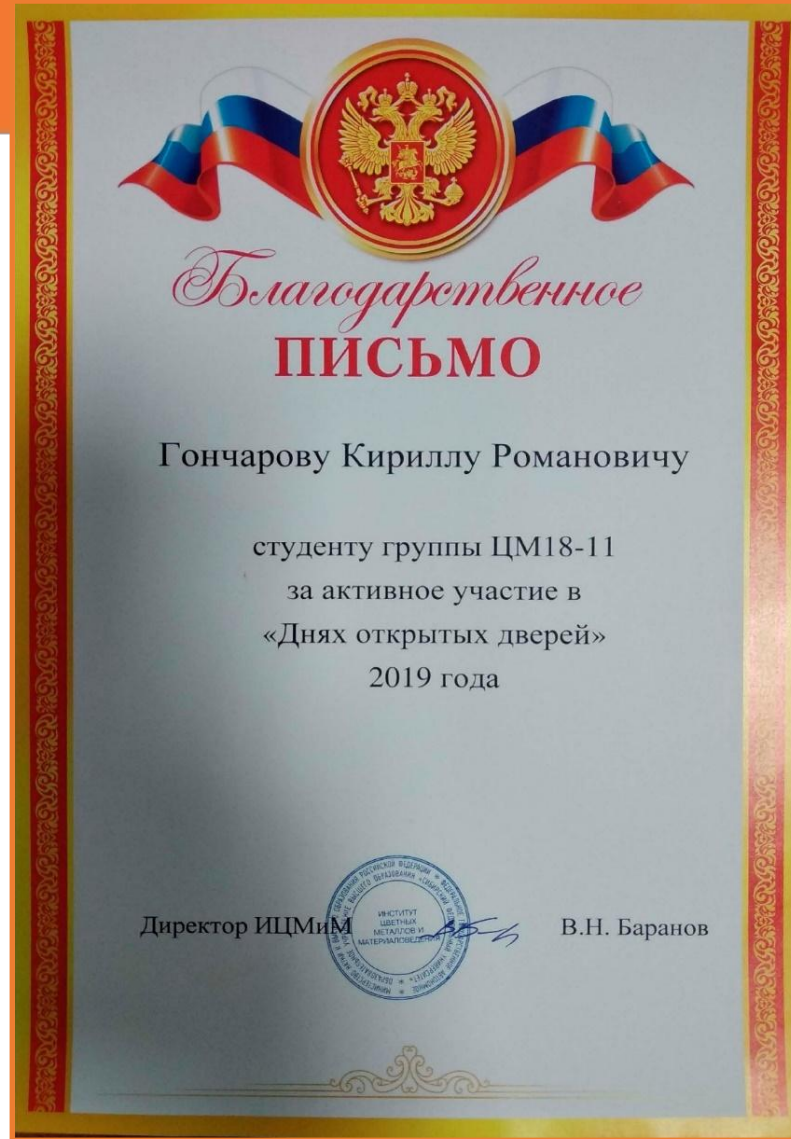 Благодарственное
ПИСЬМО
Гончарову Кириллу Романовичу
студенту группы ЦМ18-11
за активное участие в
«Днях открытых дверей»
2019 года
Директор ИЦМиМ
ИНСТИТУТ
ЦВЕТНЫХ
МЕТАЛЛОВ И
МАТЕРИАЛОВЕДЕНИЯ
В.Н. Баранов